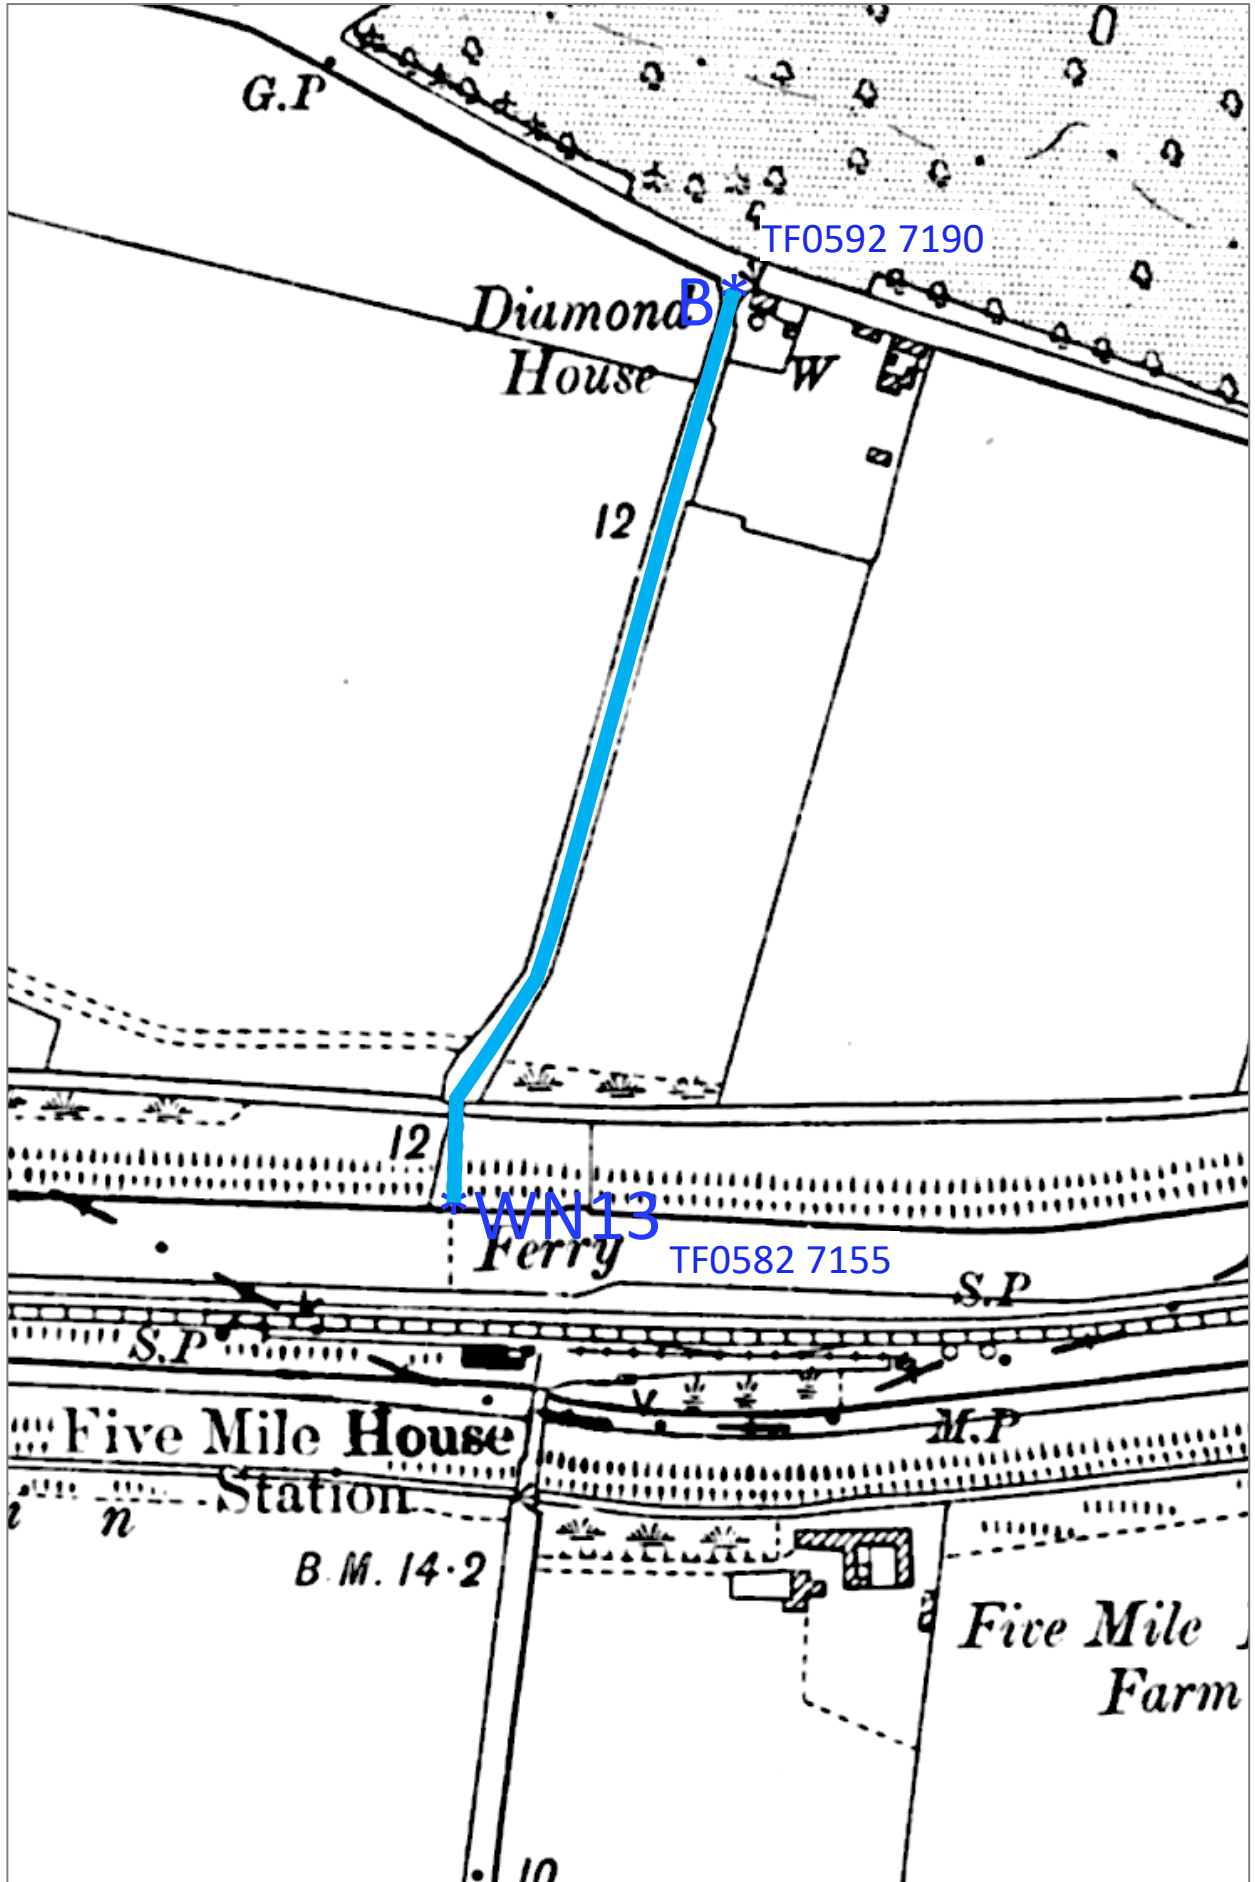 G.P
TF0592 7190
B
Diamond
House
W
12
12
WN13
Ferry
TF0582 7155
S.P
S.P
M.P
Five Mile House
Station
n
B.M. 14·2
Five Mile
Farm
10